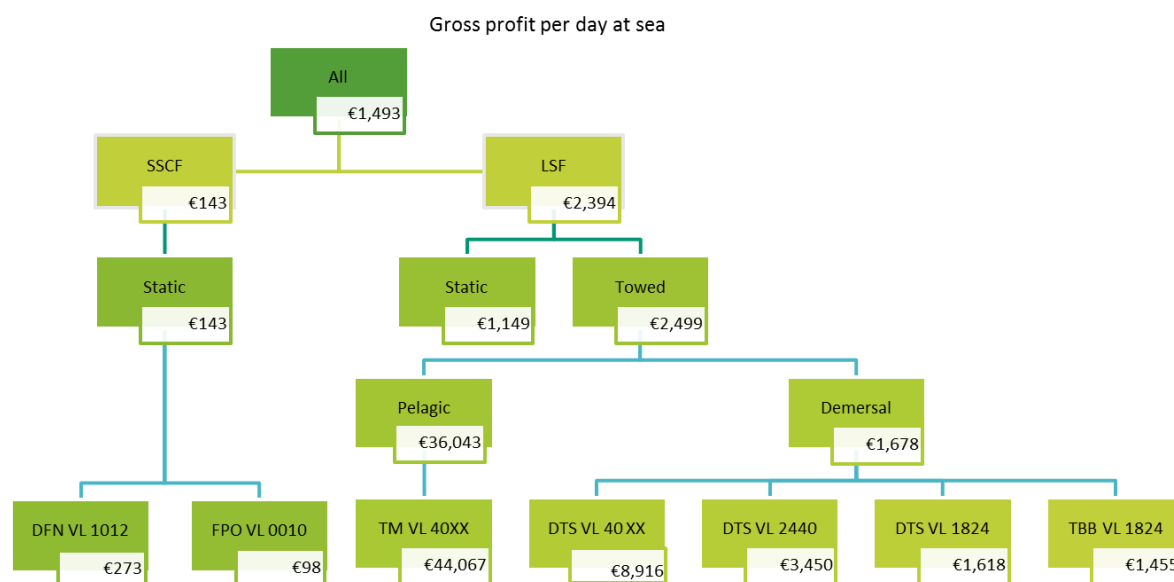 Gross profit per day at sea
All
€1,493
SSCF
€143
LSF
€2,394
Static
€143
Static
€1,149
Towed
€2,499
Pelagic
€36,043
Demersal
€1,678
DFN VL 1012
€273
FPO VL 0010
€98
TM VL 40XX
€44,067
DTS VL 40 XX
€8,916
DTS VL 2440
€3,450
DTS VL 1824
€1,618
TBB VL 1824
€1,455